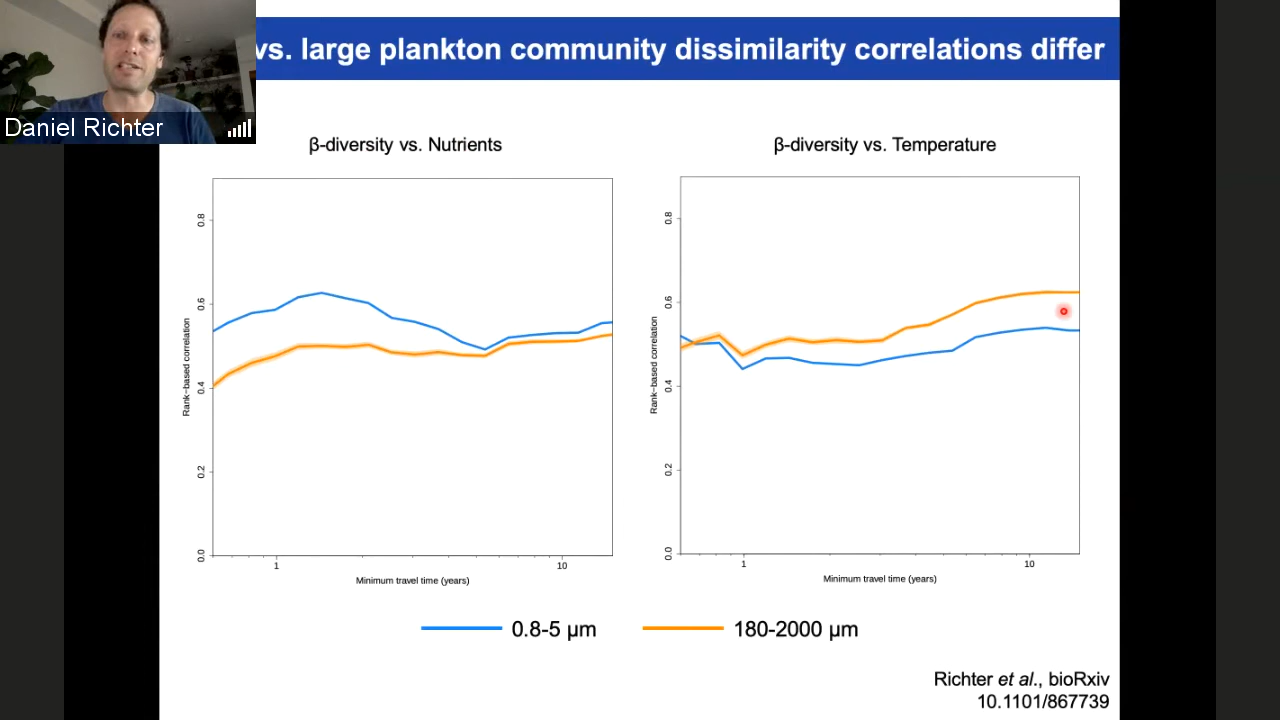 vs. large plankton community dissimilarity correlations differ
Daniel Richter
β-diversity vs. Nutrients
Rank−based correlation
0.0
0.2
0.4
0.6
0.8
1
10
Minimum travel time (years)
β-diversity vs. Temperature
Rank−based correlation
0.0
0.2
0.4
0.6
0.8
1
10
Minimum travel time (years)
0.8-5 µm
180-2000 µm
Richter et al., bioRxiv
10.1101/867739